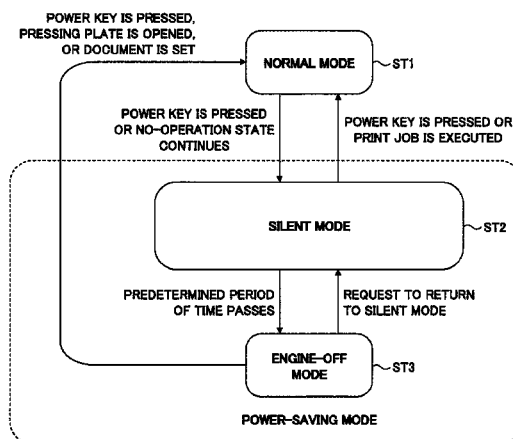 POWER KEY IS PRESSED,
PRESSING PLATE IS OPENED,
OR DOCUMENT IS SET
NORMAL MODE
ST1
POWER KEY IS PRESSED
OR NO-OPERATION STATE
CONTINUES
POWER KEY IS PRESSED OR
PRINT JOB IS EXECUTED
SILENT MODE
ST2
PREDETERMINED PERIOD
OF TIME PASSES
REQUEST TO RETURN
TO SILENT MODE
ENGINE-OFF
MODE
ST3
POWER-SAVING MODE